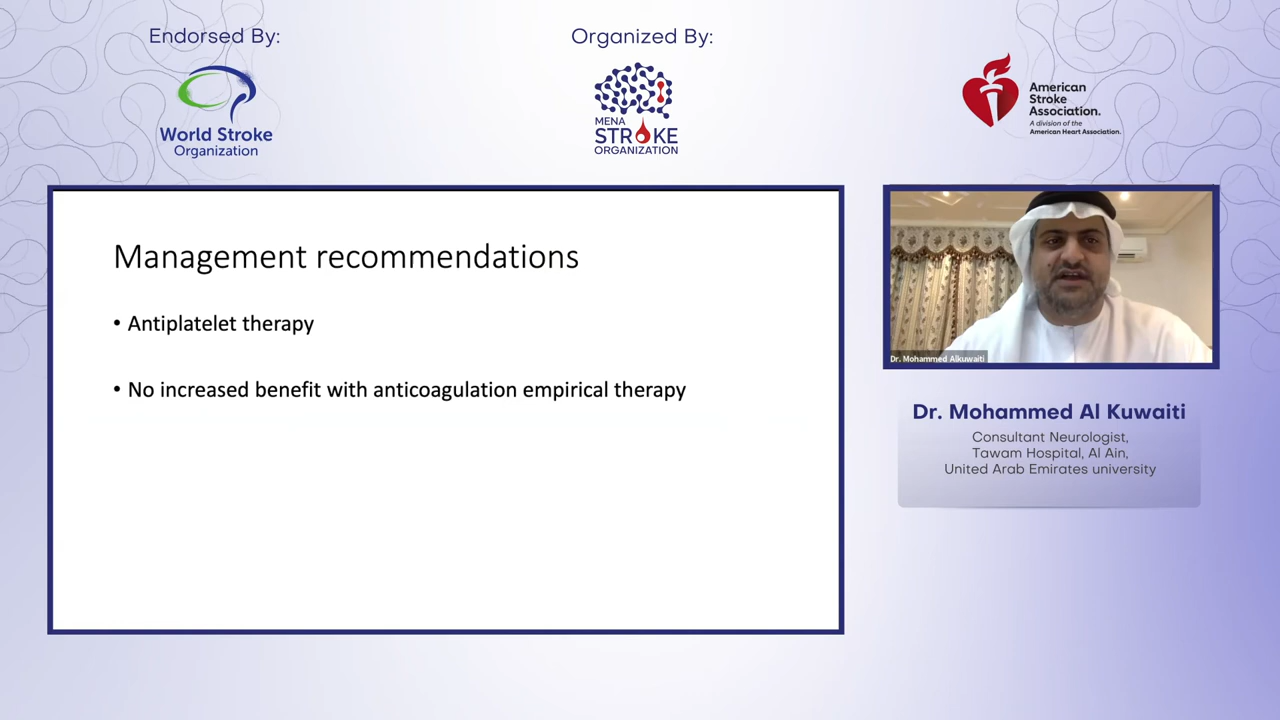 Endorsed By:
World Stroke
Organization
Organized By:
MENA
STROKE
ORGANIZATION
American
Stroke
Association.
A division of the
American Heart Association.
Management recommendations
• Antiplatelet therapy
• No increased benefit with anticoagulation empirical therapy
Dr. Mohammed Alkuwaiti
Dr. Mohammed Al Kuwaiti
Consultant Neurologist,
Tawam Hospital, Al Ain,
United Arab Emirates university